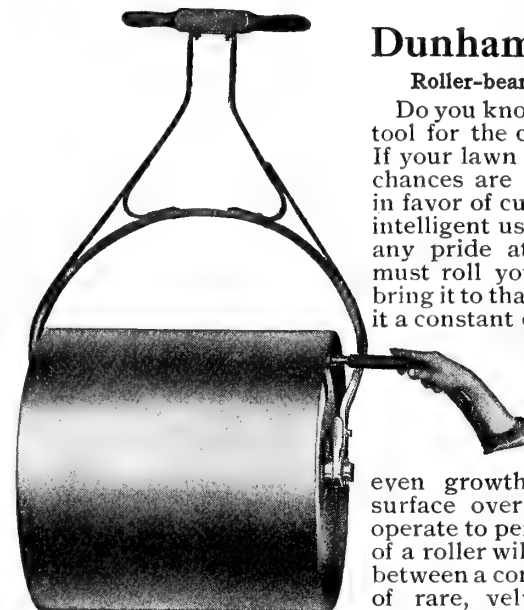 Dunham
Roller-bear
Do you kno
tool for the c
If your lawn
chances are
in favor of cu
intelligent us
any pride at
must roll yo
bring it to tha
it a constant
even growth
surface over
operate to per
of a roller wil
between a con
of rare, vel